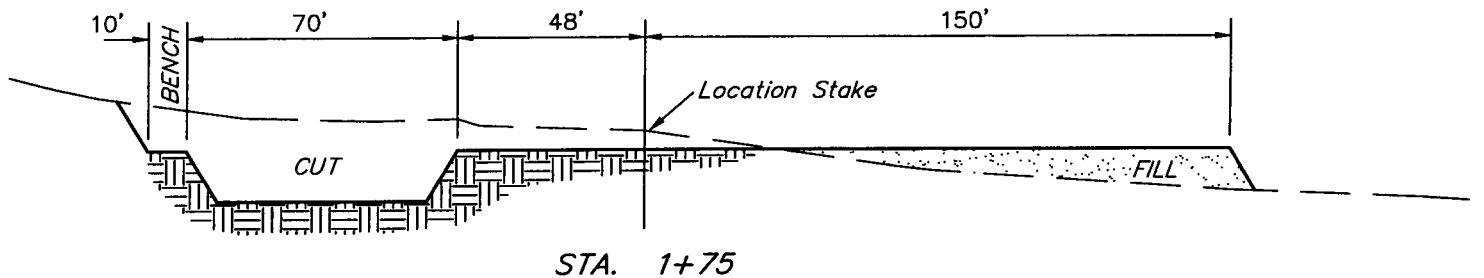 10' 70' 48' 150'
BENCH
Location Stake
CUT
FILL
STA. 1+75